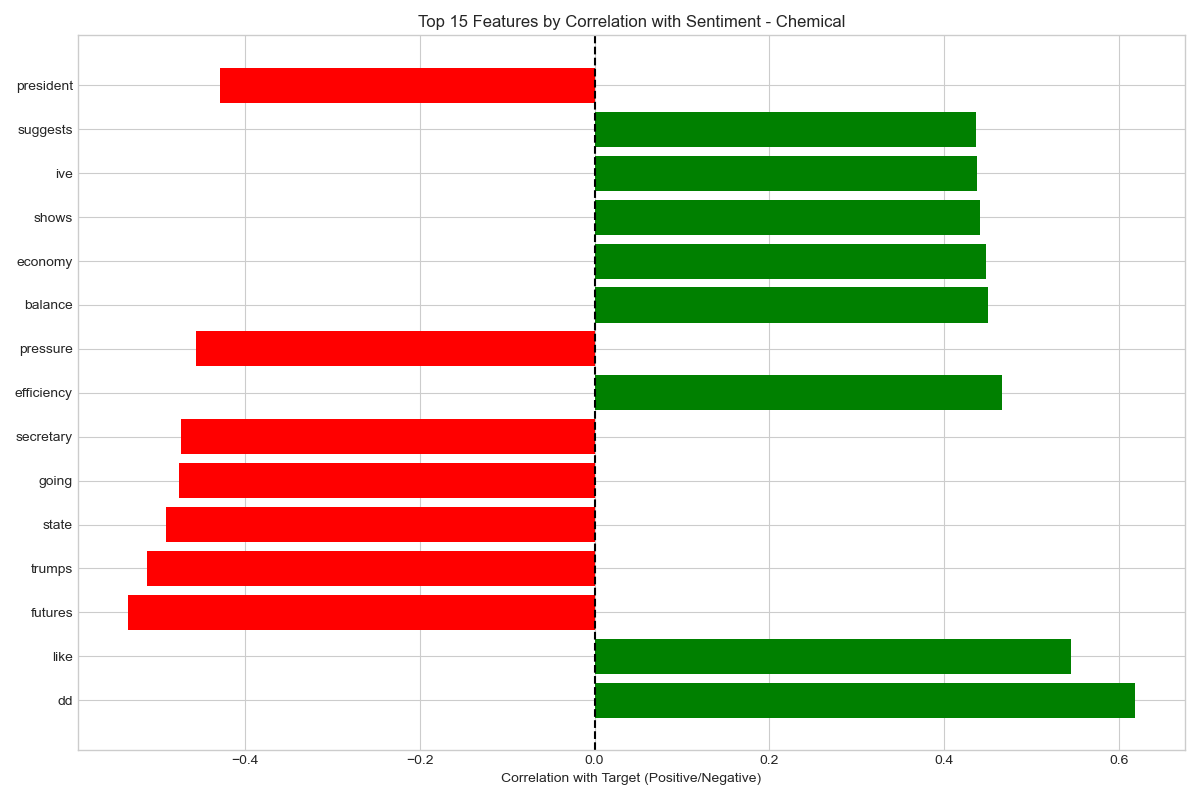 Top 15 Features by Correlation with Sentiment - Chemical
president
suggests
ive
shows
economy
balance
pressure
efficiency
secretary
going
state
trumps
futures
like
dd
−0.4 −0.2 0.0 0.2 0.4 0.6
Correlation with Target (Positive/Negative)